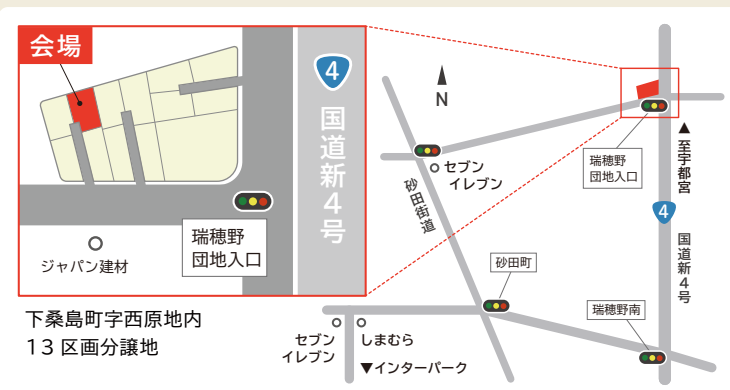 会場
4
国道新4号
瑞穂野
団地入口
ジャパン建材
下桑島町字西原地内
13区画分譲地
N
セブン
イレブン
砂田街道
瑞穂野
団地入口
▲至宇都宮
4
国道新4号
砂田町
瑞穂野南
セブン
イレブン
しまむら
▼インターパーク